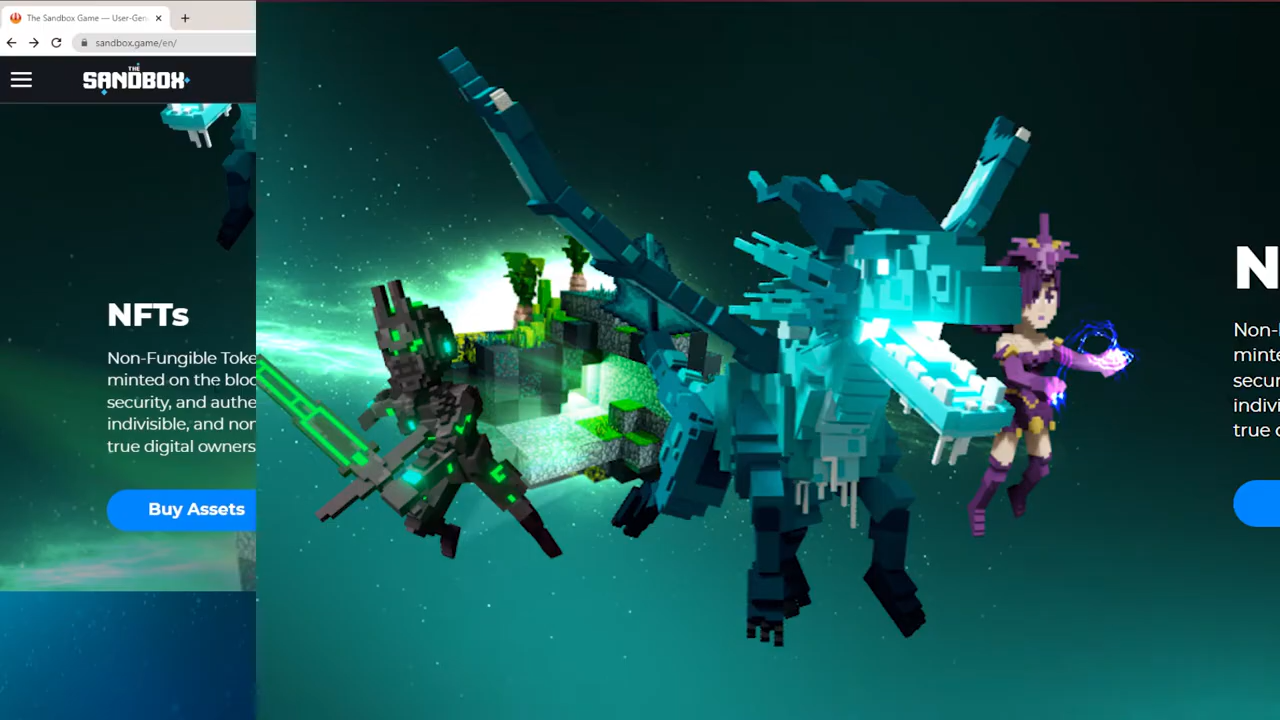 The Sandbox Game — User-Gen
sandbox.game/en/
THE
SANDBOX
NFTs
Non-Fungible Toke
minted on the bloc
security, and authe
indivisible, and non
true digital owners
Buy Assets
N
Non-
minte
secur
indivi
true